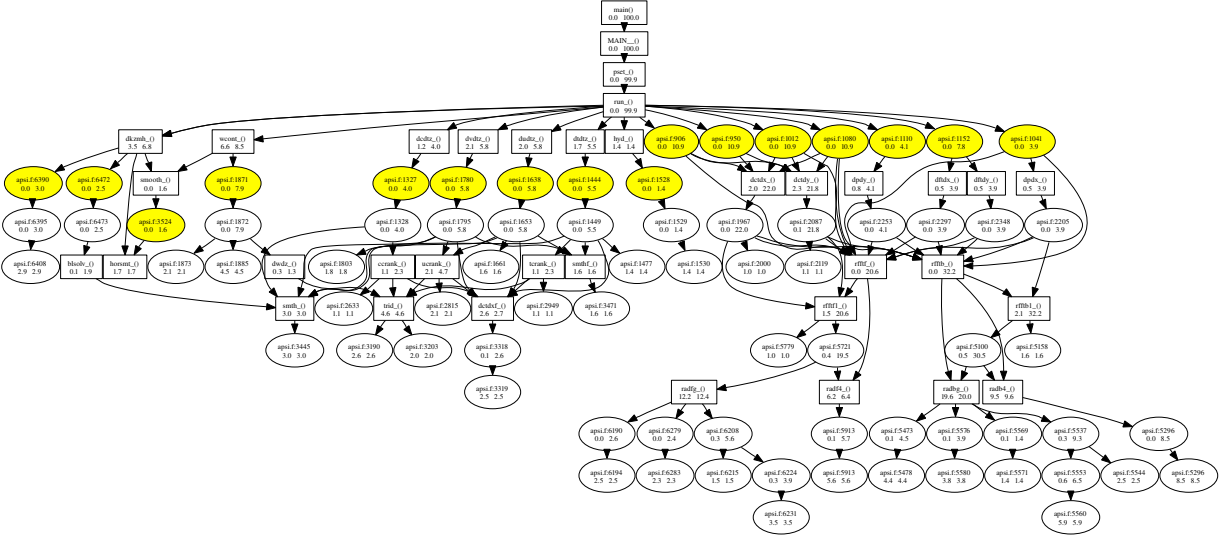 main()
0.0 100.0
MAIN__()
0.0 100.0
pset_()
0.0 99.9
run_()
0.0 99.9
dkzmh_()
3.5 6.8
wcont_()
6.6 8.5
dcdtz_()
1.2 4.0
dvdtz_()
2.1 5.8
dudtz_()
2.0 5.8
dtdtz_()
1.7 5.5
hyd_()
1.4 1.4
apsi.f:906
0.0 10.9
apsi.f:950
0.0 10.9
apsi.f:1012
0.0 10.9
apsi.f:1080
0.0 10.9
apsi.f:1110
0.0 4.1
apsi.f:1152
0.0 7.8
apsi.f:1041
0.0 3.9
apsi.f:6390
0.0 3.0
apsi.f:6472
0.0 2.5
smooth_()
0.0 1.6
apsi.f:1871
0.0 7.9
apsi.f:1327
0.0 4.0
apsi.f:1780
0.0 5.8
apsi.f:1638
0.0 5.8
apsi.f:1444
0.0 5.5
apsi.f:1528
0.0 1.4
dctdx_()
2.0 22.0
dctdy_()
2.3 21.8
dpdy_()
0.8 4.1
dftdx_()
0.5 3.9
dftdy_()
0.5 3.9
dpdx_()
0.5 3.9
apsi.f:6395
0.0 3.0
apsi.f:6473
0.0 2.5
apsi.f:3524
0.0 1.6
apsi.f:1872
0.0 7.9
apsi.f:1328
0.0 4.0
apsi.f:1795
0.0 5.8
apsi.f:1653
0.0 5.8
apsi.f:1449
0.0 5.5
apsi.f:1529
0.0 1.4
apsi.f:1967
0.0 22.0
apsi.f:2087
0.1 21.8
apsi.f:2253
0.0 4.1
apsi.f:2297
0.0 3.9
apsi.f:2348
0.0 3.9
apsi.f:2205
0.0 3.9
apsi.f:6408
2.9 2.9
blsolv_()
0.1 1.9
horsmt_()
1.7 1.7
apsi.f:1873
2.1 2.1
apsi.f:1885
4.5 4.5
dwdz_()
0.3 1.3
apsi.f:1803
1.8 1.8
ccrank_()
1.1 2.3
ucrank_()
2.1 4.7
apsi.f:1661
1.6 1.6
tcrank_()
1.1 2.3
smthf_()
1.6 1.6
apsi.f:1477
1.4 1.4
apsi.f:1530
1.4 1.4
apsi.f:2000
1.0 1.0
apsi.f:2119
1.1 1.1
rfftf_()
0.0 20.6
rfftb_()
0.0 32.2
smth_()
3.0 3.0
apsi.f:2633
1.1 1.1
trid_()
4.6 4.6
apsi.f:2815
2.1 2.1
dctdxf_()
2.6 2.7
apsi.f:2949
1.1 1.1
apsi.f:3471
1.6 1.6
rfftf1_()
1.5 20.6
rfftb1_()
2.1 32.2
apsi.f:3445
3.0 3.0
apsi.f:3190
2.6 2.6
apsi.f:3203
2.0 2.0
apsi.f:3318
0.1 2.6
apsi.f:5779
1.0 1.0
apsi.f:5721
0.4 19.5
apsi.f:5100
0.5 30.5
apsi.f:5158
1.6 1.6
apsi.f:3319
2.5 2.5
radfg_()
12.2 12.4
radf4_()
6.2 6.4
radbg_()
19.6 20.0
radb4_()
9.5 9.6
apsi.f:6190
0.0 2.6
apsi.f:6279
0.0 2.4
apsi.f:6208
0.3 5.6
apsi.f:5913
0.1 5.7
apsi.f:5473
0.1 4.5
apsi.f:5576
0.1 3.9
apsi.f:5569
0.1 1.4
apsi.f:5537
0.3 9.3
apsi.f:5296
0.0 8.5
apsi.f:6194
2.5 2.5
apsi.f:6283
2.3 2.3
apsi.f:6215
1.5 1.5
apsi.f:6224
0.3 3.9
apsi.f:5913
5.6 5.6
apsi.f:5478
4.4 4.4
apsi.f:5580
3.8 3.8
apsi.f:5571
1.4 1.4
apsi.f:5553
0.6 6.5
apsi.f:5544
2.5 2.5
apsi.f:5296
8.5 8.5
apsi.f:6231
3.5 3.5
apsi.f:5560
5.9 5.9